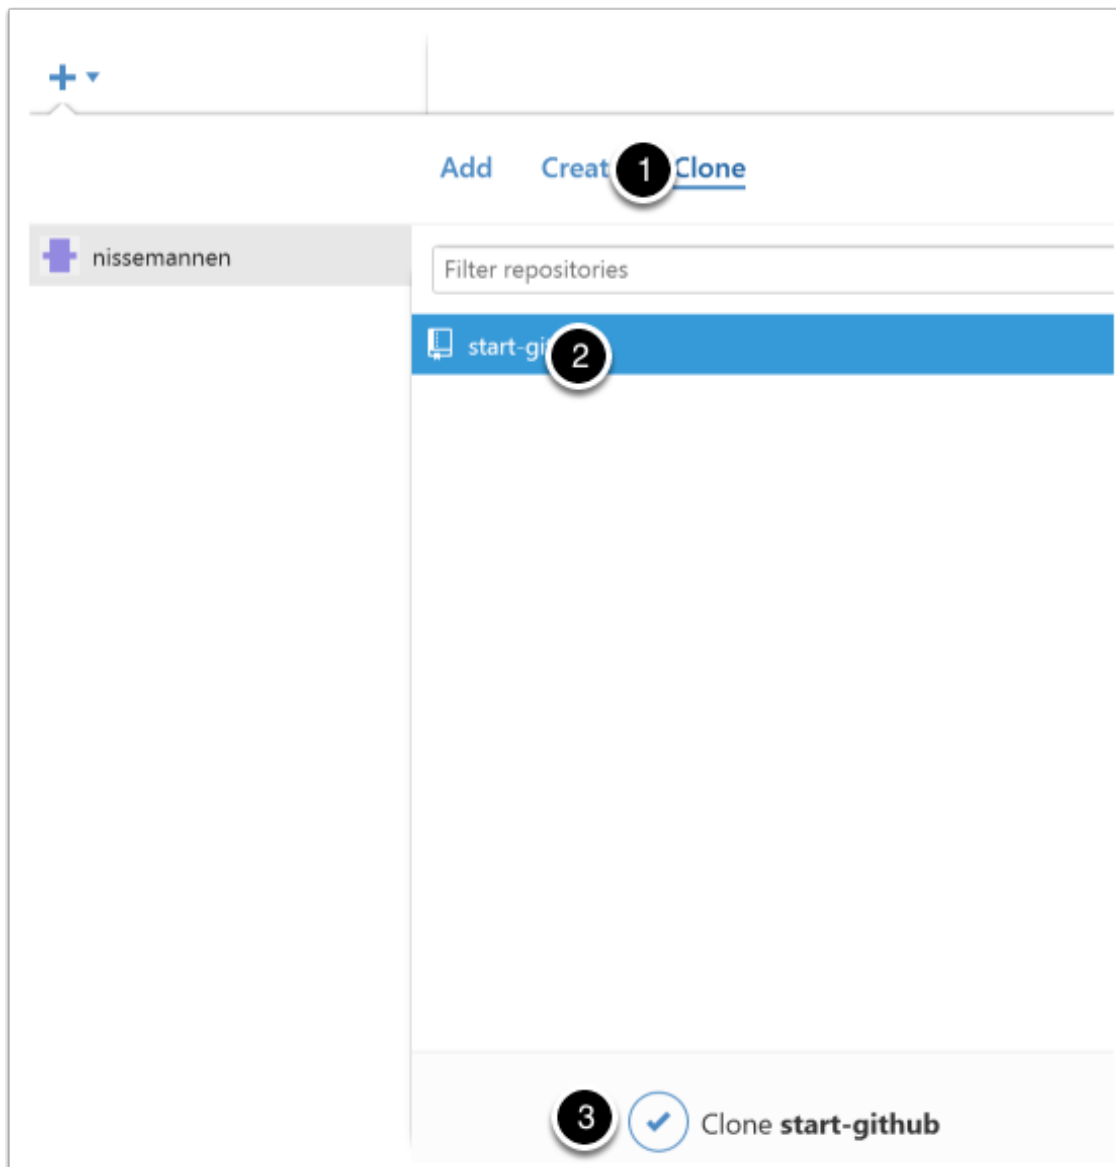 Add Creat 1 Clone
nissemannen
Filter repositories
start-gi 2
3 Clone start-github